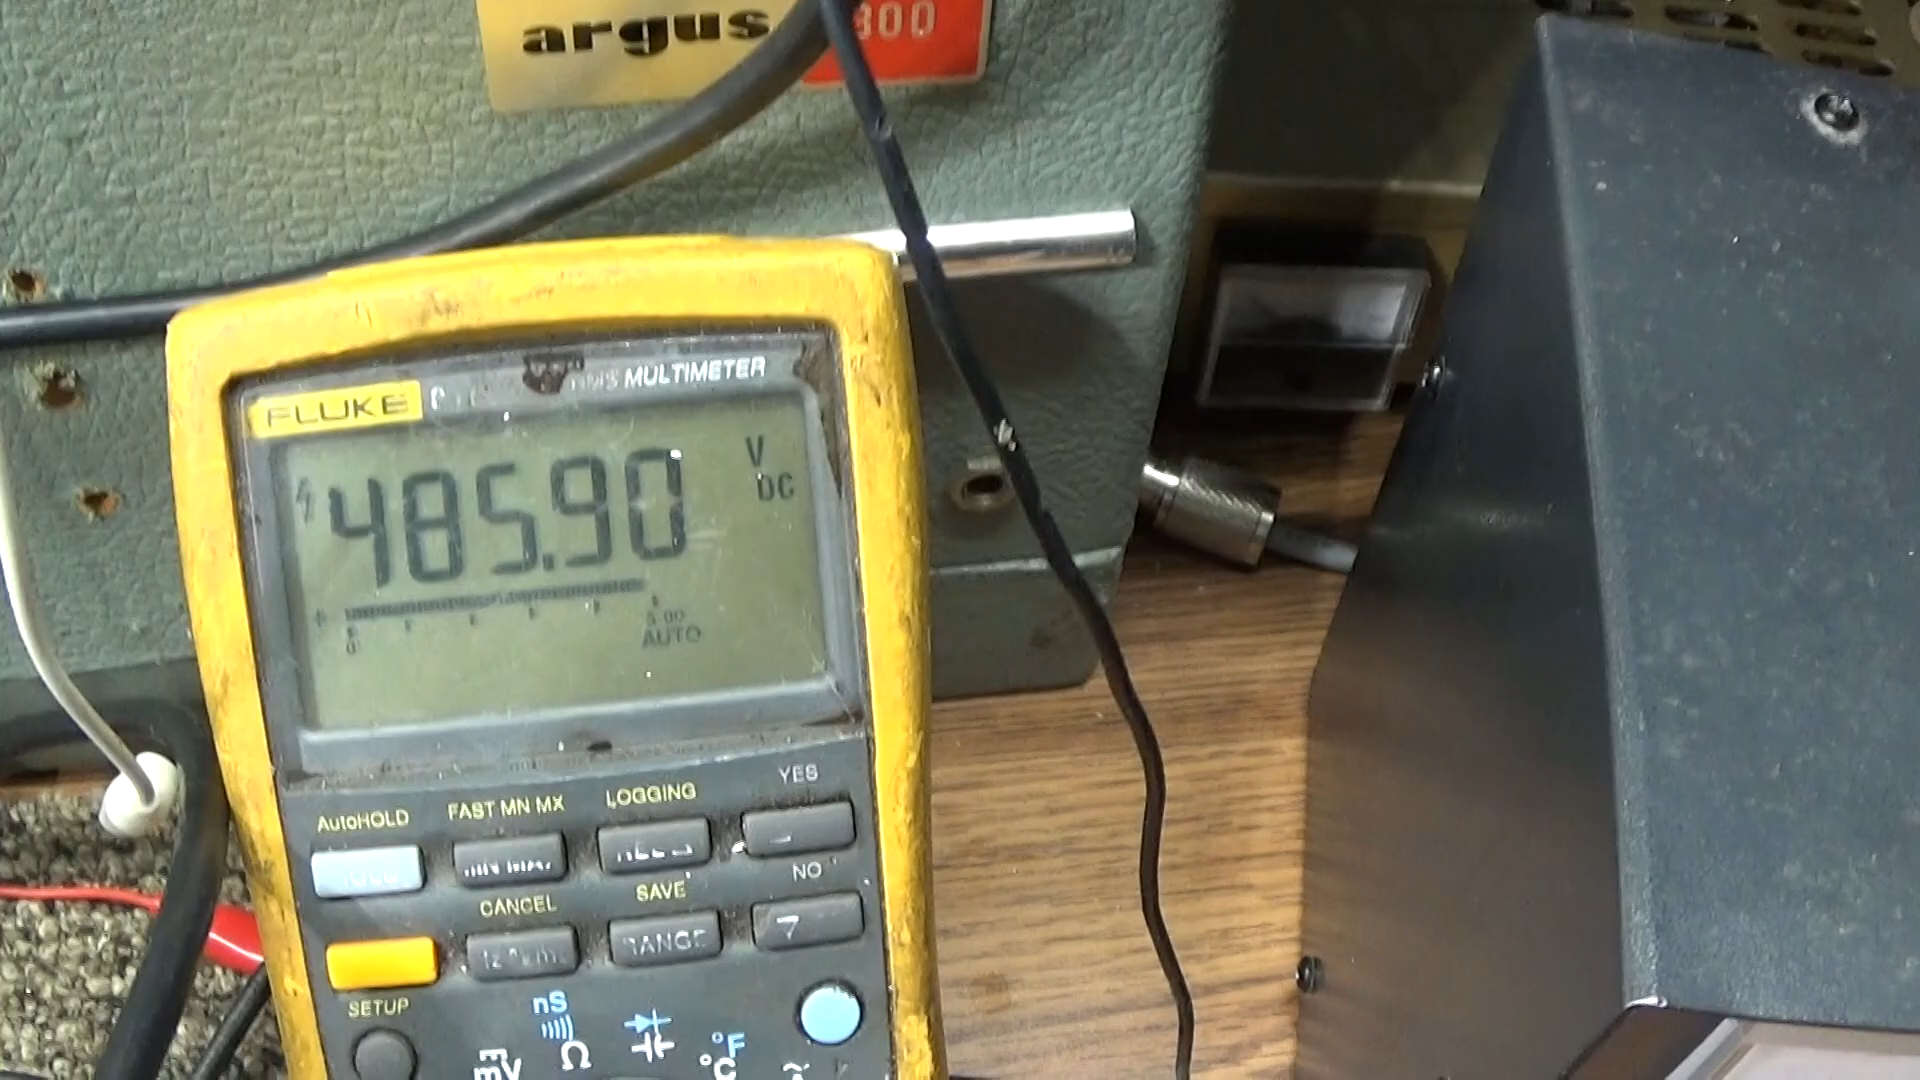 argus
300
FLUKE
MULTIMETER
485.90
V
DC
AUTO
YES
AutoHOLD
FAST MN MX
LOGGING
NO
CANCEL
SAVE
RANGE
SETUP
nS
Ω
°F
°C
mV